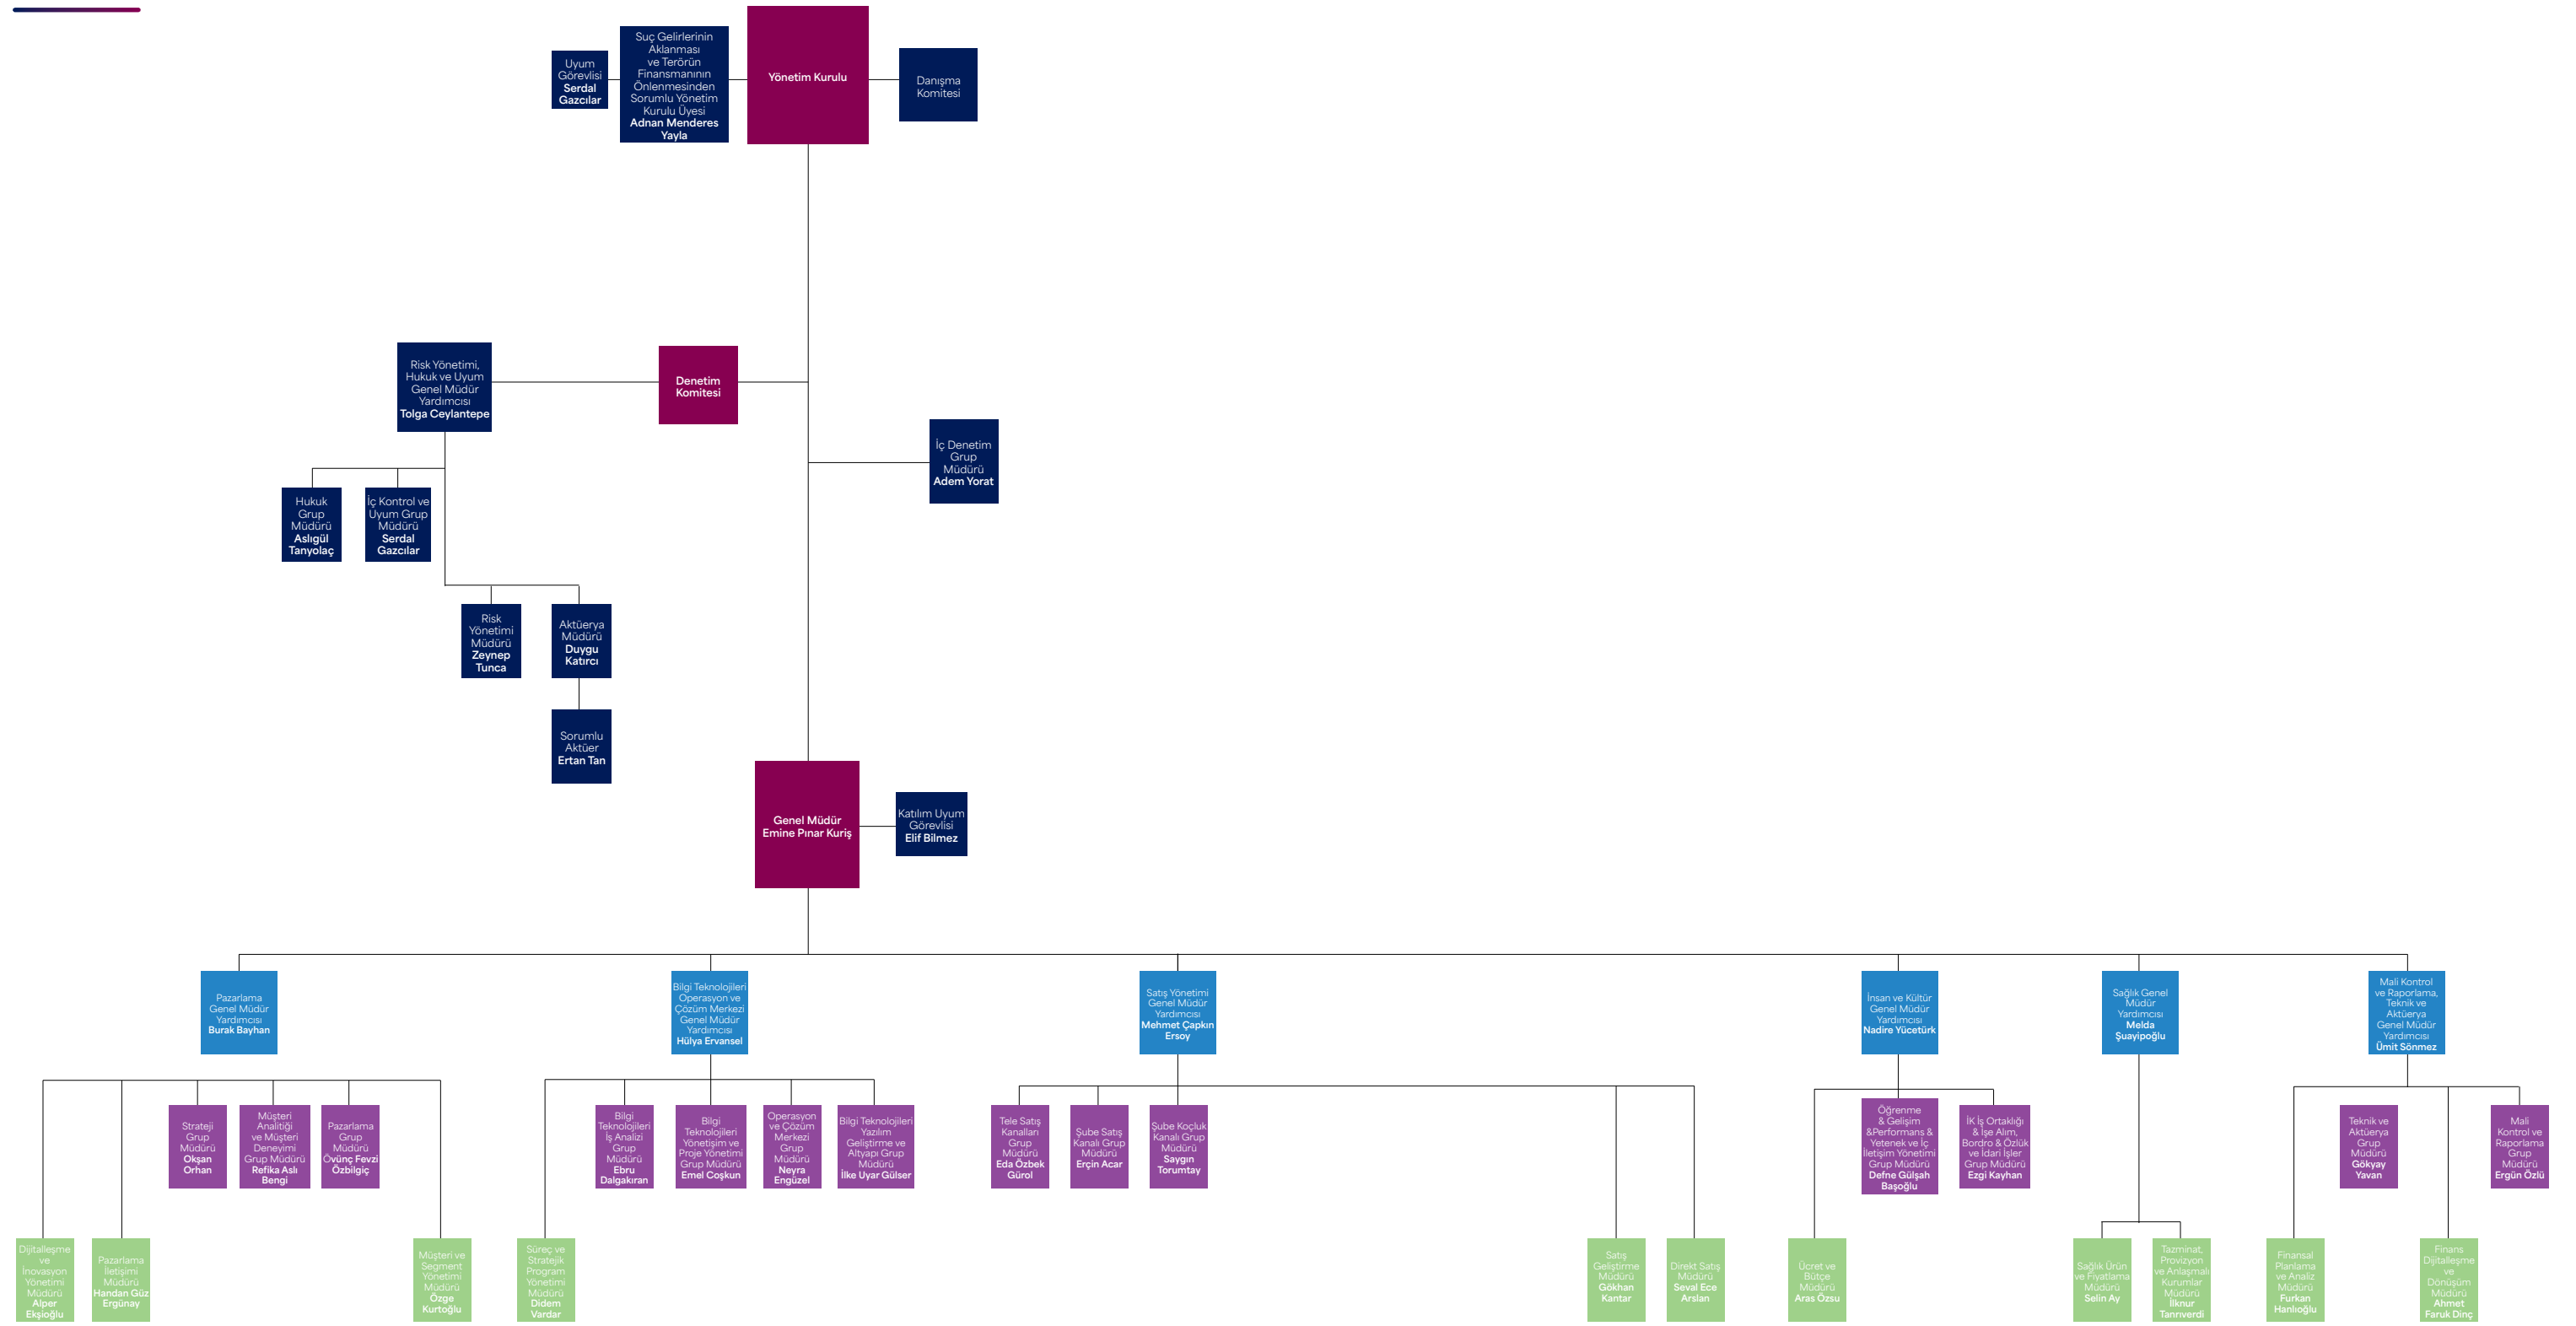 Uyum
Görevlisi
Serdal
Gazcılar
Suç Gelirlerinin
Aklanması
ve Terörün
Finansmanının
Önlenmesinden
Sorumlu Yönetim
Kurulu Üyesi
Adnan Menderes
Yayla
Yönetim Kurulu
Danışma
Komitesi
Risk Yönetimi,
Hukuk ve Uyum
Genel Müdür
Yardımcısı
Tolga Ceylantepe
Denetim
Komitesi
İç Denetim
Grup
Müdürü
Adem Yorat
Hukuk
Grup
Müdürü
Aslıgül
Tanyolaç
İç Kontrol ve
Uyum Grup
Müdürü
Serdal
Gazcılar
Risk
Yönetimi
Müdürü
Zeynep
Tunca
Aktüerya
Müdürü
Duygu
Katırcı
Sorumlu
Aktüer
Ertan Tan
Genel Müdür
Emine Pınar Kuriş
Katılım Uyum
Görevlisi
Elif Bilmez
Pazarlama
Genel Müdür
Yardımcısı
Burak Bayhan
Bilgi Teknolojileri
Operasyon ve
Çözüm Merkezi
Genel Müdür
Yardımcısı
Hülya Ervansel
Satış Yönetimi
Genel Müdür
Yardımcısı
Mehmet Çapkın
Ersoy
İnsan ve Kültür
Genel Müdür
Yardımcısı
Nadire Yücetürk
Sağlık Genel
Müdür
Yardımcısı
Melda
Şuayipoğlu
Mali Kontrol
ve Raporlama,
Teknik ve
Aktüerya
Genel Müdür
Yardımcısı
Ümit Sönmez
Strateji
Grup
Müdürü
Okşan
Orhan
Müşteri
Analitiği
ve Müşteri
Deneyimi
Grup Müdürü
Refika Aslı
Bengi
Pazarlama
Grup
Müdürü
Övünç Fevzi
Özbilgiç
Bilgi
Teknolojileri
İş Analizi
Grup
Müdürü
Ebru
Dalgakıran
Bilgi
Teknolojileri
Yönetişim ve
Proje Yönetimi
Grup Müdürü
Emel Coşkun
Operasyon
ve Çözüm
Merkezi
Grup
Müdürü
Neyra
Engüzel
Bilgi Teknolojileri
Yazılım
Geliştirme ve
Altyapı Grup
Müdürü
İlke Uyar Gülser
Tele Satış
Kanalları
Grup
Müdürü
Eda Özbek
Gürol
Şube Satış
Kanalı Grup
Müdürü
Erçin Acar
Şube Koçluk
Kanalı Grup
Müdürü
Saygın
Torumtay
Öğrenme
& Gelişim
&Performans &
Yetenek ve İç
İletişim Yönetimi
Grup Müdürü
Defne Gülşah
Başoğlu
İK İş Ortaklığı
& İşe Alım,
Bordro & Özlük
ve İdari İşler
Grup Müdürü
Ezgi Kayhan
Teknik ve
Aktüerya
Grup
Müdürü
Gökyay
Yavan
Mali
Kontrol ve
Raporlama
Grup
Müdürü
Ergün Özlü
Dijitalleşme
ve
İnovasyon
Yönetimi
Müdürü
Alper
Ekşioğlu
Pazarlama
İletişimi
Müdürü
Handan Güz
Ergünay
Müşteri ve
Segment
Yönetimi
Müdürü
Özge
Kurtoğlu
Süreç ve
Stratejik
Program
Yönetimi
Müdürü
Didem
Vardar
Satış
Geliştirme
Müdürü
Gökhan
Kantar
Direkt Satış
Müdürü
Seval Ece
Arslan
Ücret ve
Bütçe
Müdürü
Aras Özsu
Sağlık Ürün
ve Fiyatlama
Müdürü
Selin Ay
Tazminat,
Provizyon
ve Anlaşmalı
Kurumlar
Müdürü
İlknur
Tanrıverdi
Finansal
Planlama
ve Analiz
Müdürü
Furkan
Hanlıoğlu
Finans
Dijitalleşme
ve
Dönüşüm
Müdürü
Ahmet
Faruk Dinç